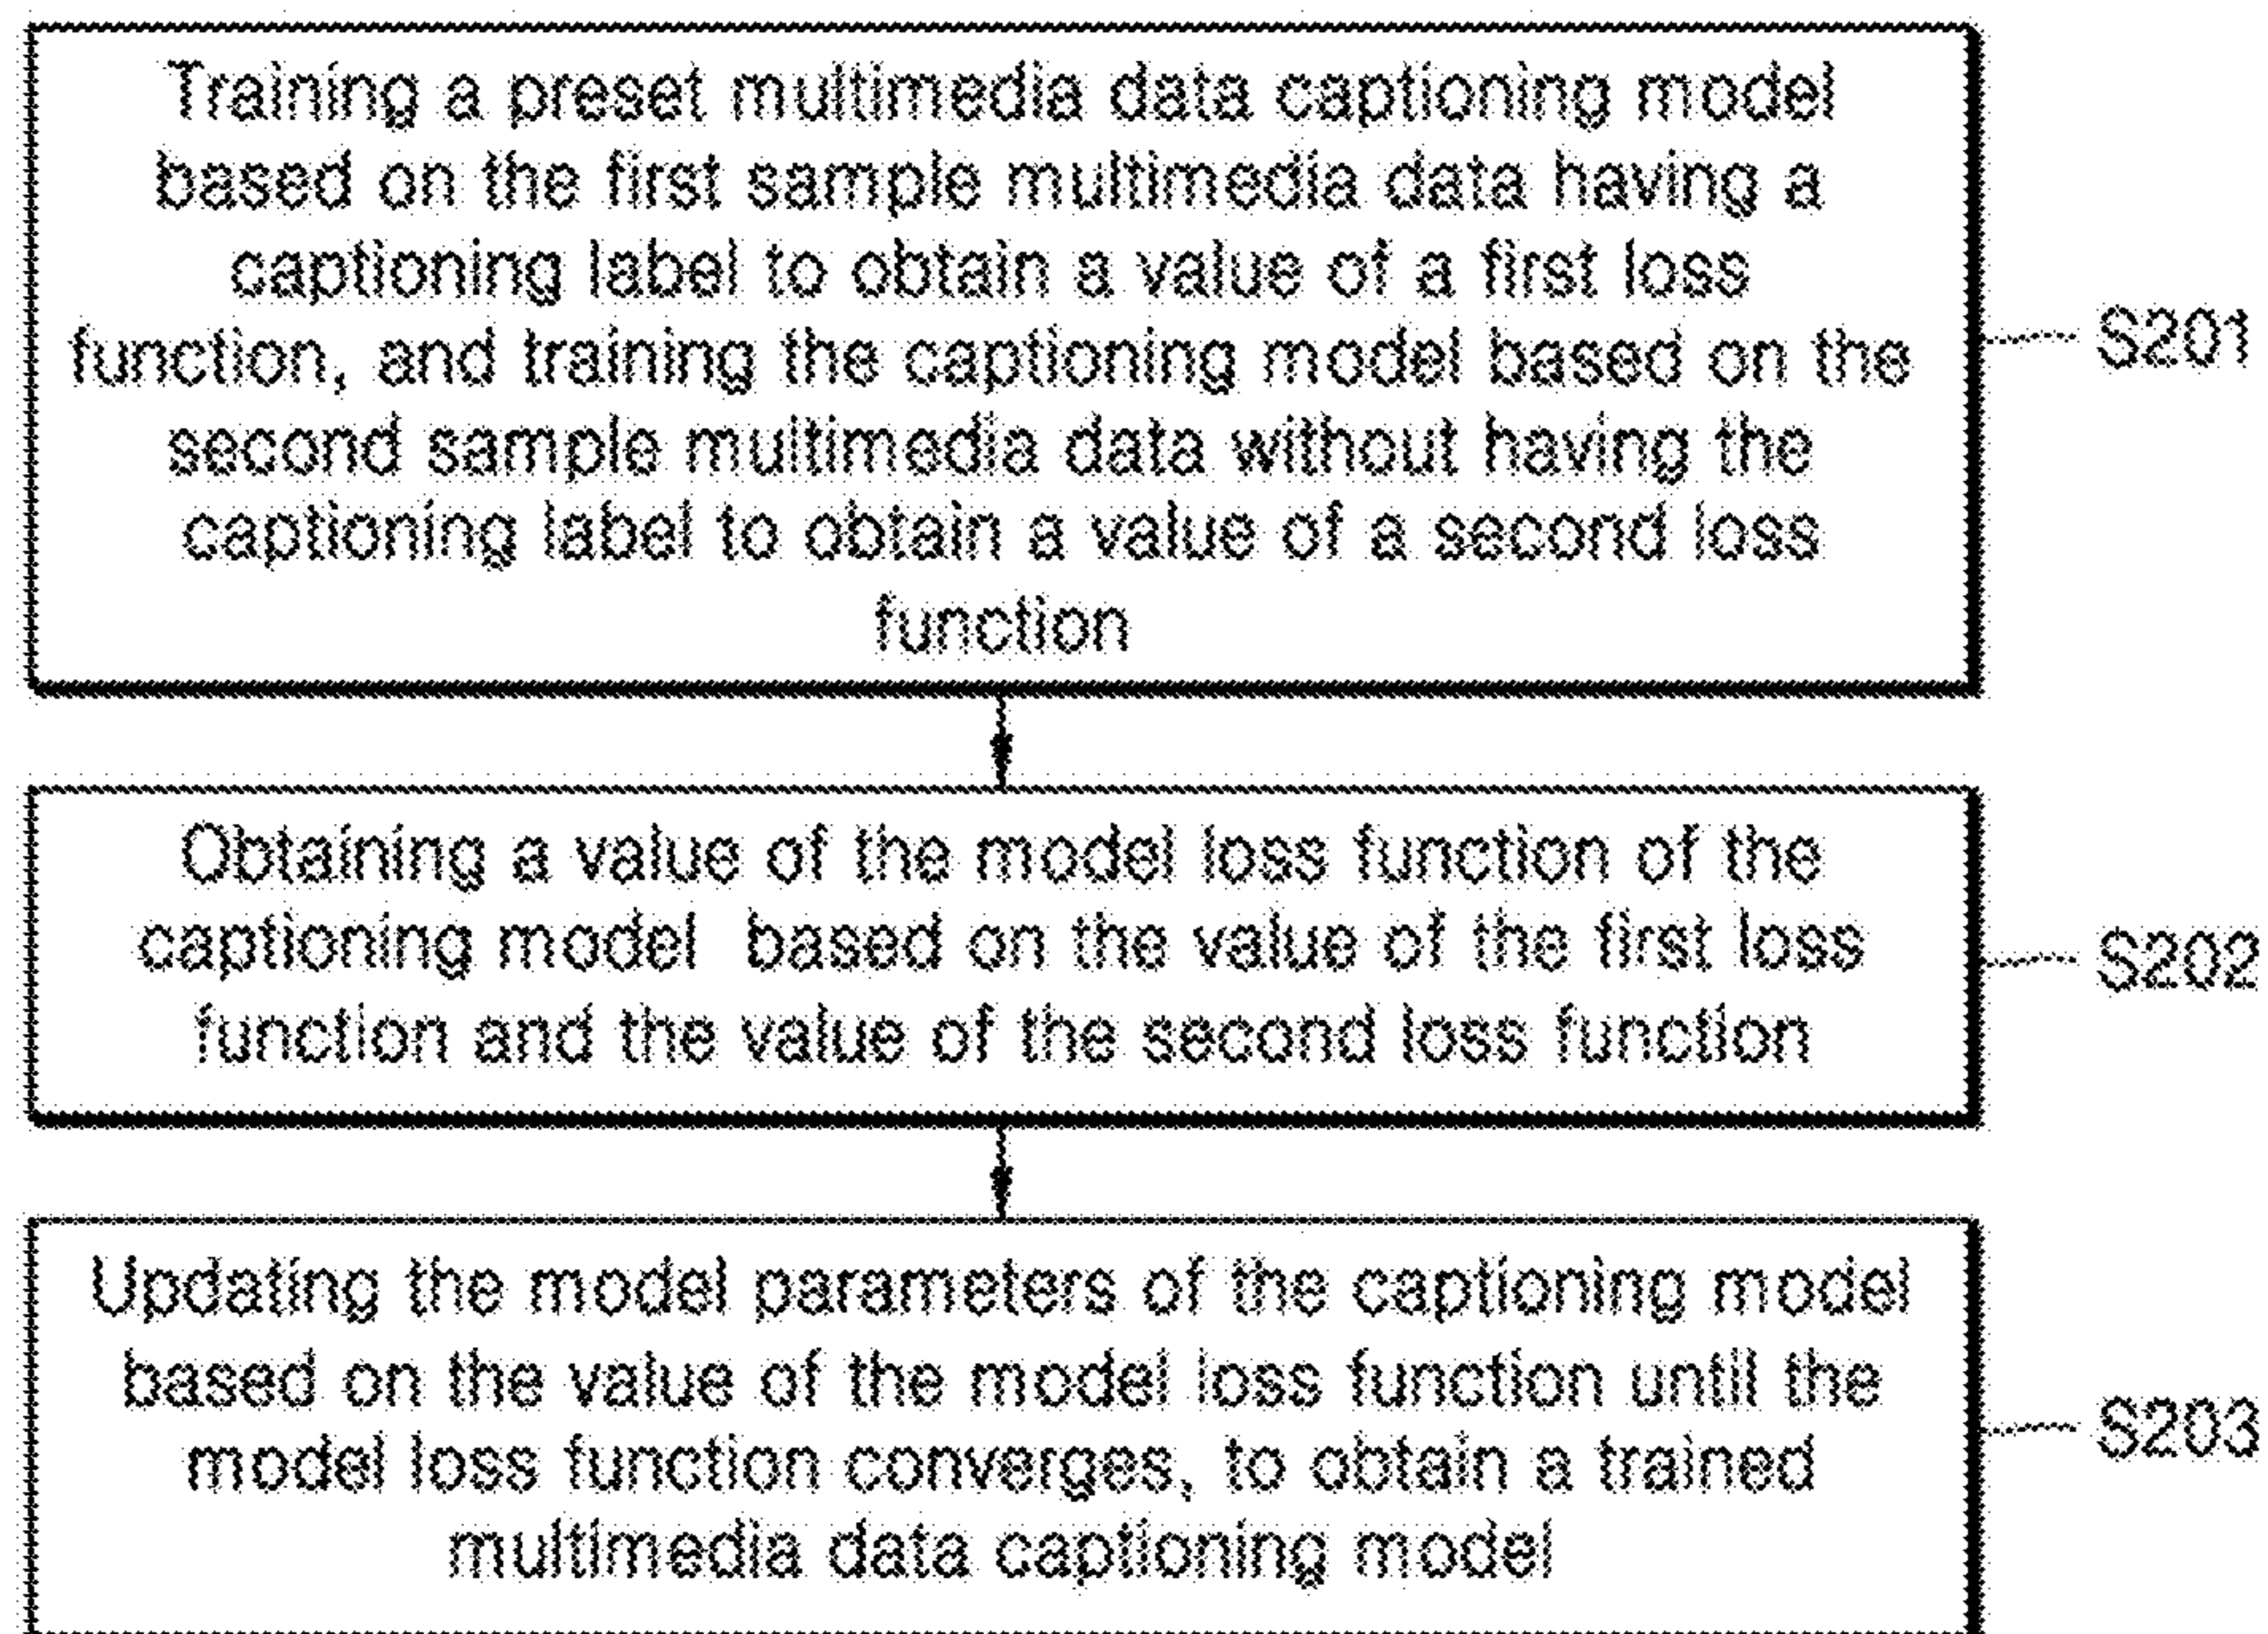 Training a preset multimedia data captioning model
based on the first sample multimedia data having a
captioning label to obtain a value of a first loss
function, and training the captioning model based on the
second sample multimedia data without having the
captioning label to obtain a value of a second loss
function
S201
Obtaining a value of the model loss function of the
captioning model based on the value of the first loss
function and the value of the second loss function
S202
Updating the model parameters of the captioning model
based on the value of the model loss function until the
model loss function converges, to obtain a trained
multimedia data captioning model
S203